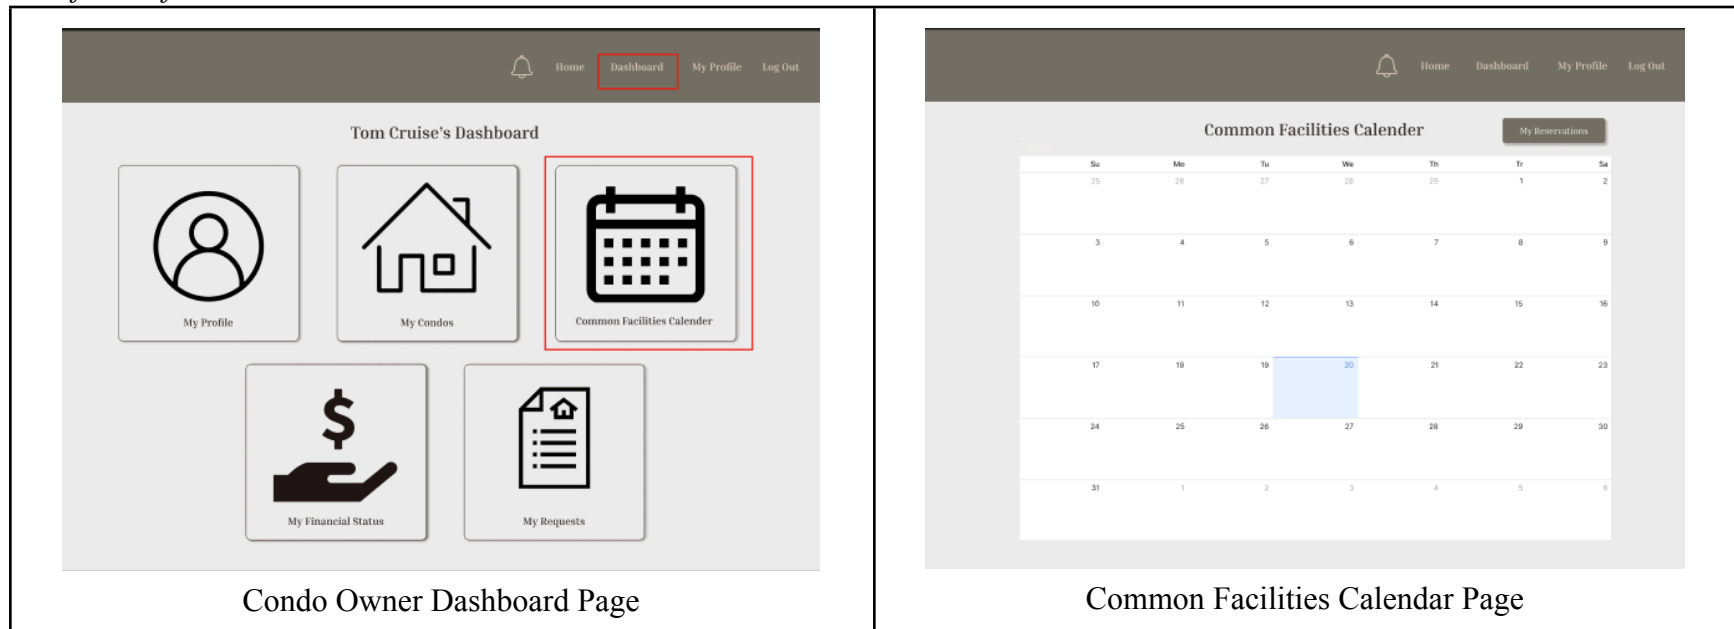 Home Dashboard My Profile Log Out
Tom Cruise's Dashboard
My Profile My Condos Common Facilities Calender
My Financial Status My Requests
Condo Owner Dashboard Page
Home Dashboard My Profile Log Out
Common Facilities Calender My Reservations
Su Mo Tu We Th Tr Sa
25 26 27 28 29 1 2
3 4 5 6 7 8 9
10 11 12 13 14 15 16
17 18 19 20 21 22 23
24 25 26 27 28 29 30
31 1 2 3 4 5 6
Common Facilities Calendar Page